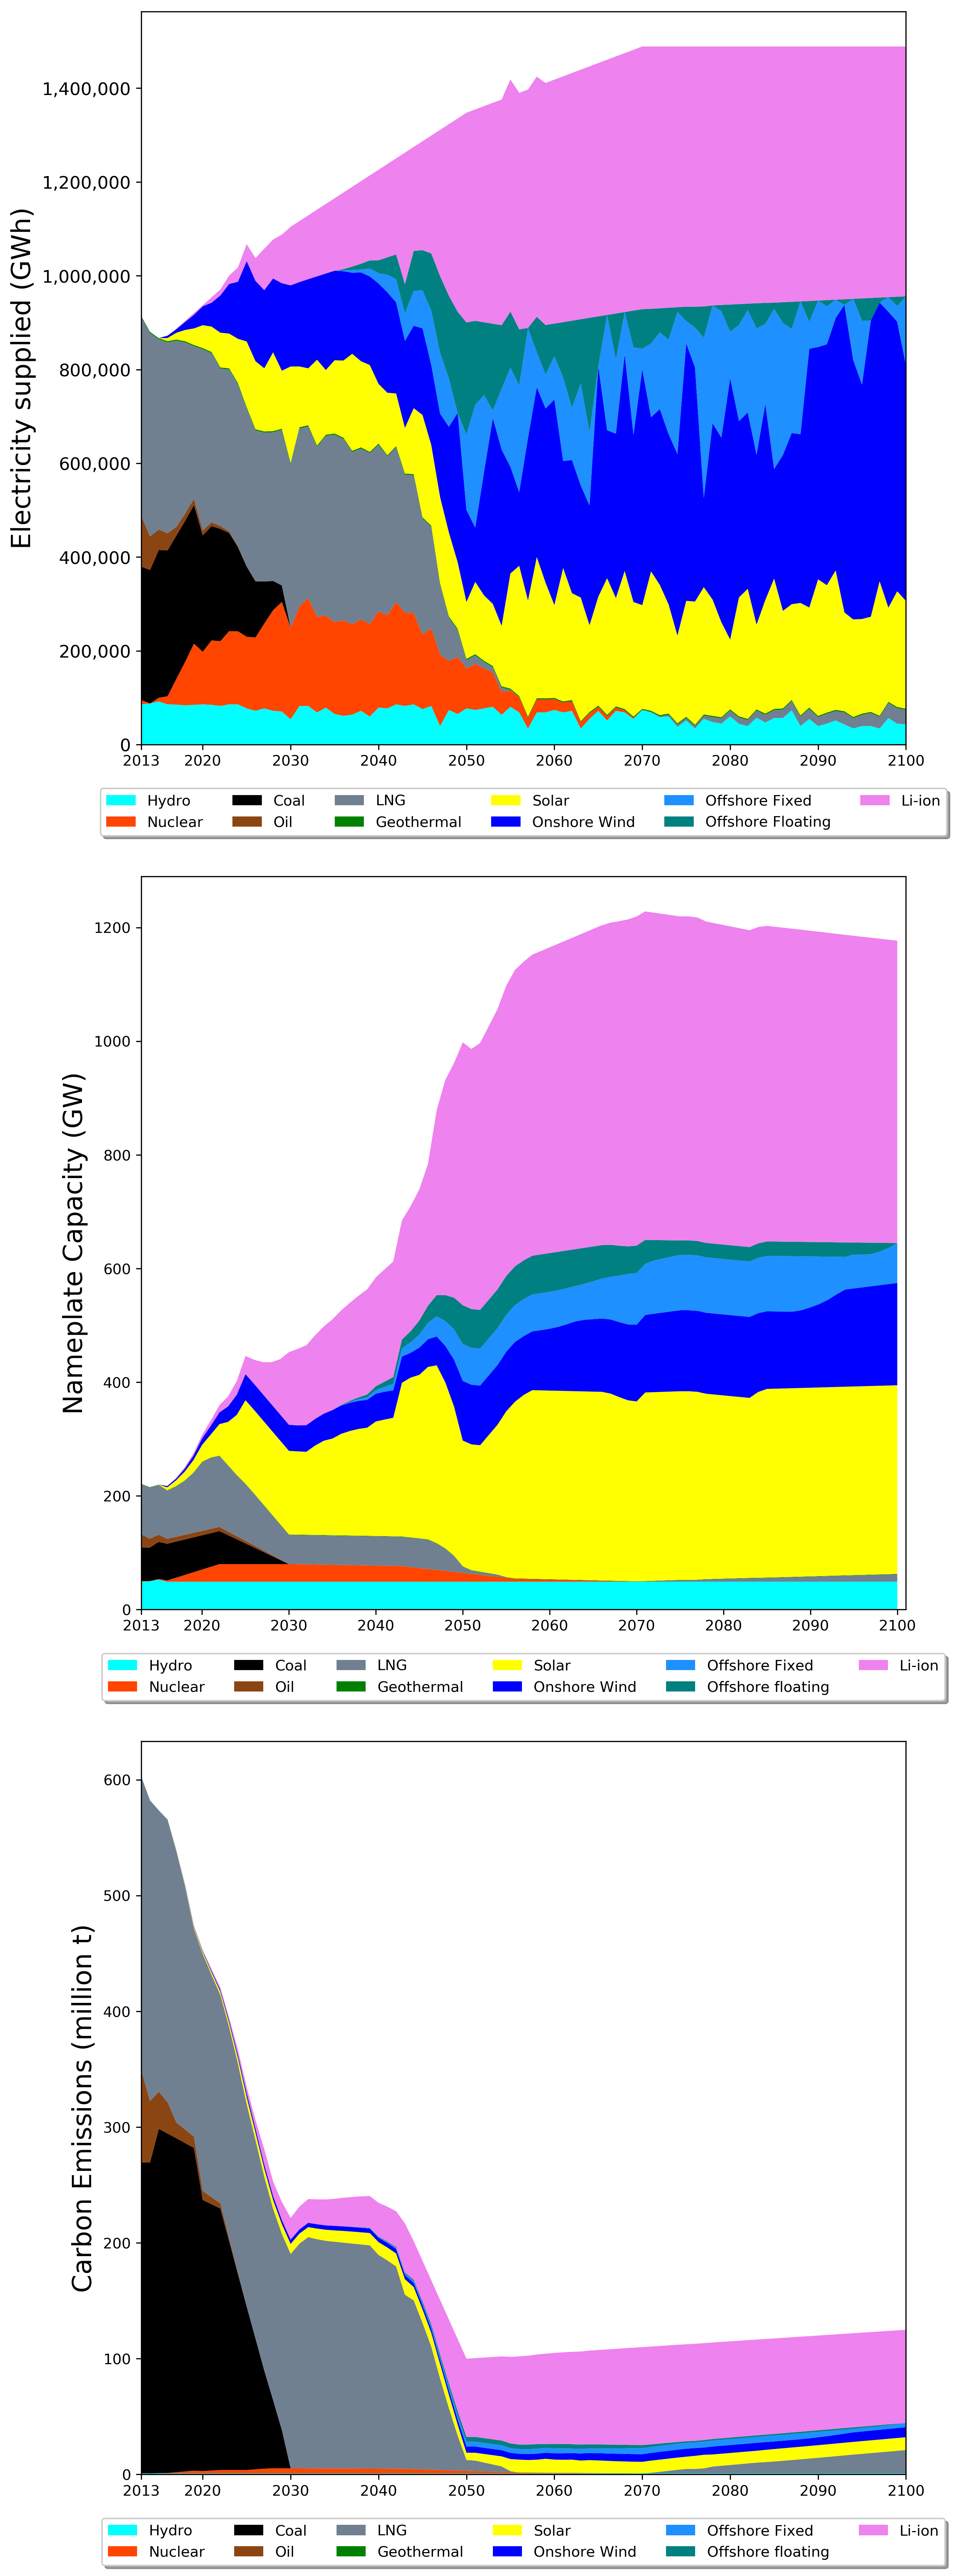 Electricity supplied (GWh)
1,400,000
1,200,000
1,000,000
800,000
600,000
400,000
200,000
0
2013 2020 2030 2040 2050 2060 2070 2080 2090 2100
Hydro Coal LNG Solar Offshore Fixed Li-ion
Nuclear Oil Geothermal Onshore Wind Offshore Floating
Nameplate Capacity (GW)
1200
1000
800
600
400
200
0
2013 2020 2030 2040 2050 2060 2070 2080 2090 2100
Hydro Coal LNG Solar Offshore Fixed Li-ion
Nuclear Oil Geothermal Onshore Wind Offshore floating
Carbon Emissions (million t)
600
500
400
300
200
100
0
2013 2020 2030 2040 2050 2060 2070 2080 2090 2100
Hydro Coal LNG Solar Offshore Fixed Li-ion
Nuclear Oil Geothermal Onshore Wind Offshore floating